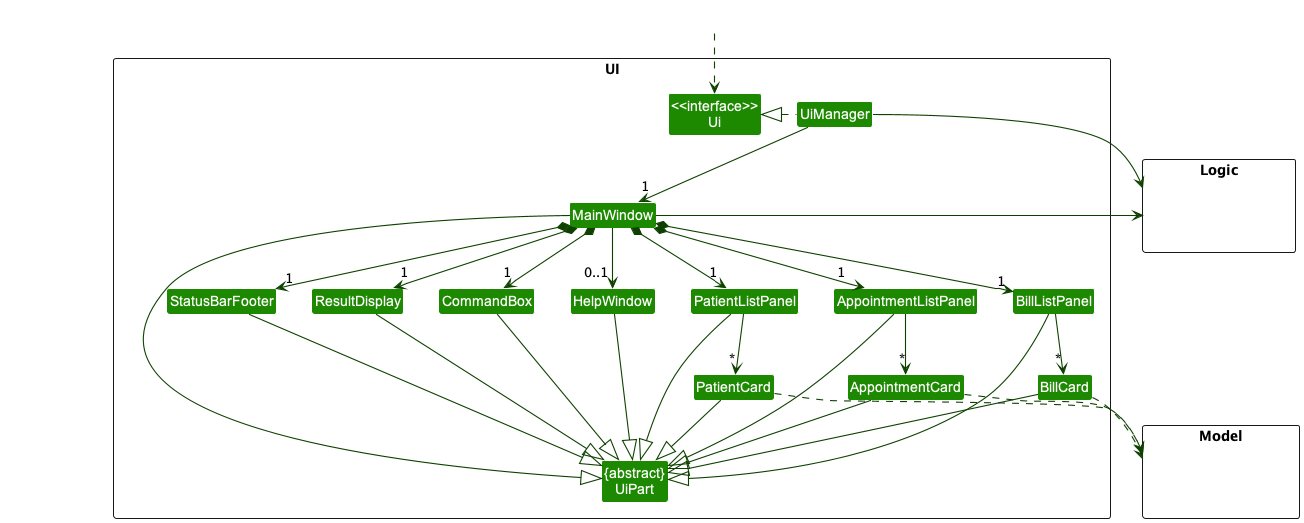 UI
<<interface>>
Ui
UiManager
Logic
1
MainWindow
1
1
1
0..1
1
1
1
StatusBarFooter
ResultDisplay
CommandBox
HelpWindow
PatientListPanel
AppointmentListPanel
BillListPanel
*
*
*
PatientCard
AppointmentCard
BillCard
Model
{abstract}
UiPart